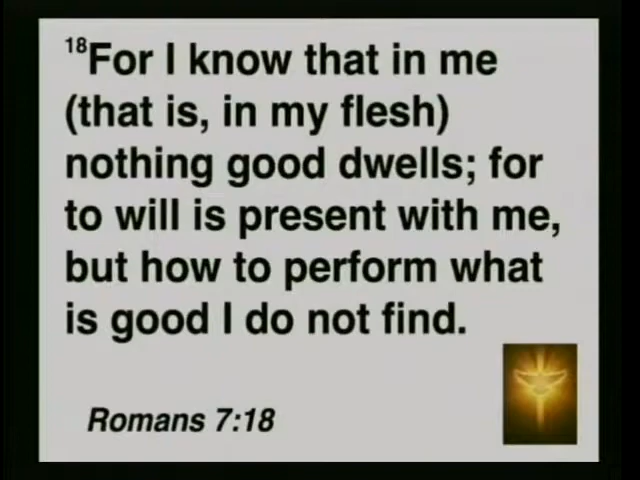 18For I know that in me
(that is, in my flesh)
nothing good dwells; for
to will is present with me,
but how to perform what
is good I do not find.
Romans 7:18